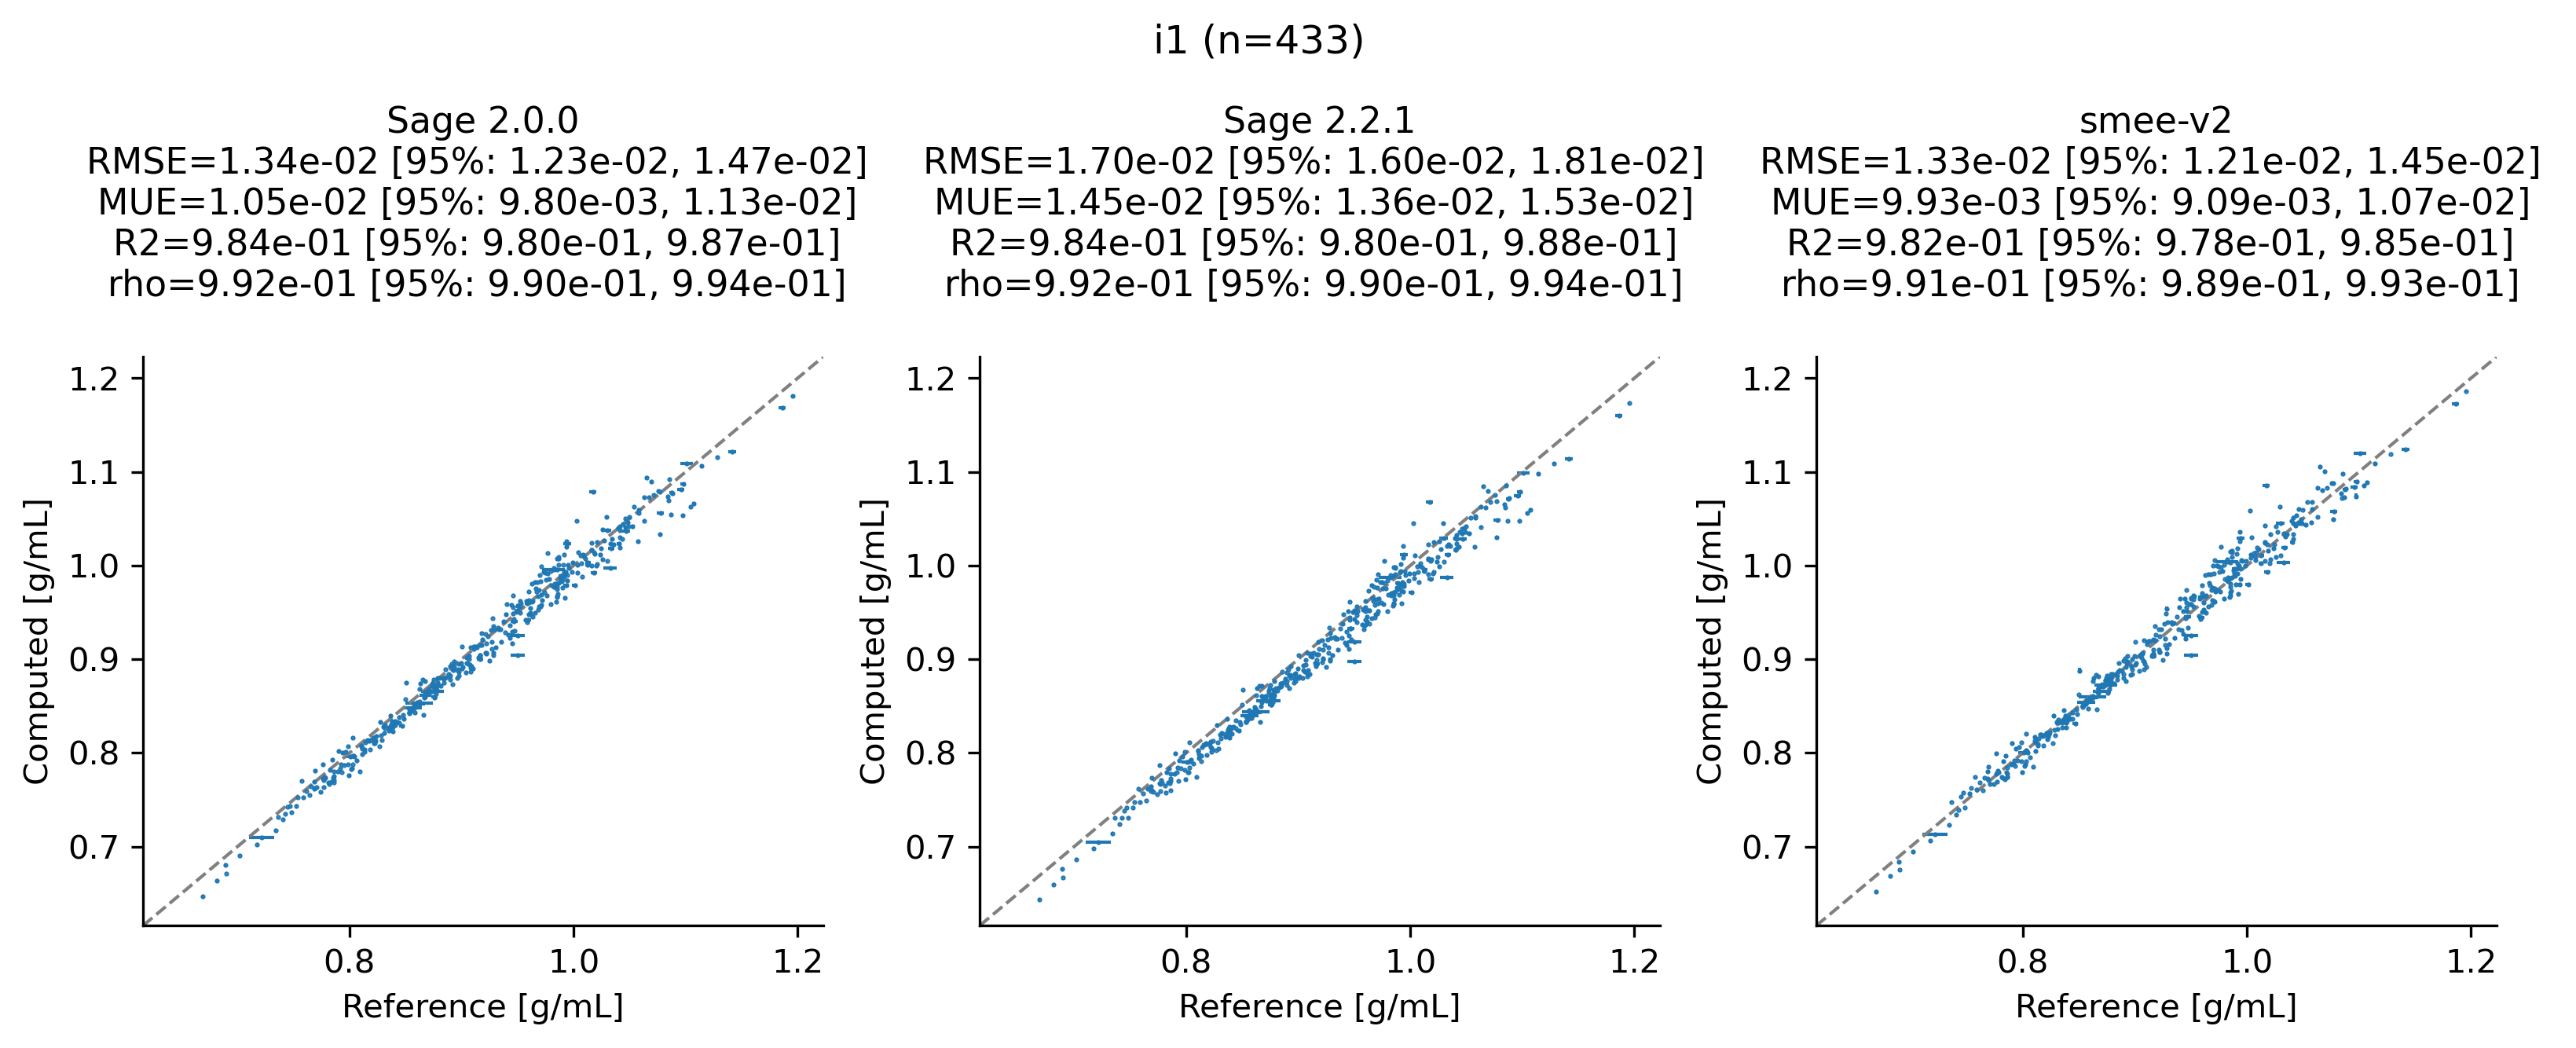 i1 (n=433)
Sage 2.0.0
RMSE=1.34e-02 [95%: 1.23e-02, 1.47e-02]
MUE=1.05e-02 [95%: 9.80e-03, 1.13e-02]
R2=9.84e-01 [95%: 9.80e-01, 9.87e-01]
rho=9.92e-01 [95%: 9.90e-01, 9.94e-01]
1.2
1.1
1.0
0.9
0.8
0.7
Computed [g/mL]
0.8 1.0 1.2
Reference [g/mL]
Sage 2.2.1
RMSE=1.70e-02 [95%: 1.60e-02, 1.81e-02]
MUE=1.45e-02 [95%: 1.36e-02, 1.53e-02]
R2=9.84e-01 [95%: 9.80e-01, 9.88e-01]
rho=9.92e-01 [95%: 9.90e-01, 9.94e-01]
1.2
1.1
1.0
0.9
0.8
0.7
Computed [g/mL]
0.8 1.0 1.2
Reference [g/mL]
smee-v2
RMSE=1.33e-02 [95%: 1.21e-02, 1.45e-02]
MUE=9.93e-03 [95%: 9.09e-03, 1.07e-02]
R2=9.82e-01 [95%: 9.78e-01, 9.85e-01]
rho=9.91e-01 [95%: 9.89e-01, 9.93e-01]
1.2
1.1
1.0
0.9
0.8
0.7
Computed [g/mL]
0.8 1.0 1.2
Reference [g/mL]